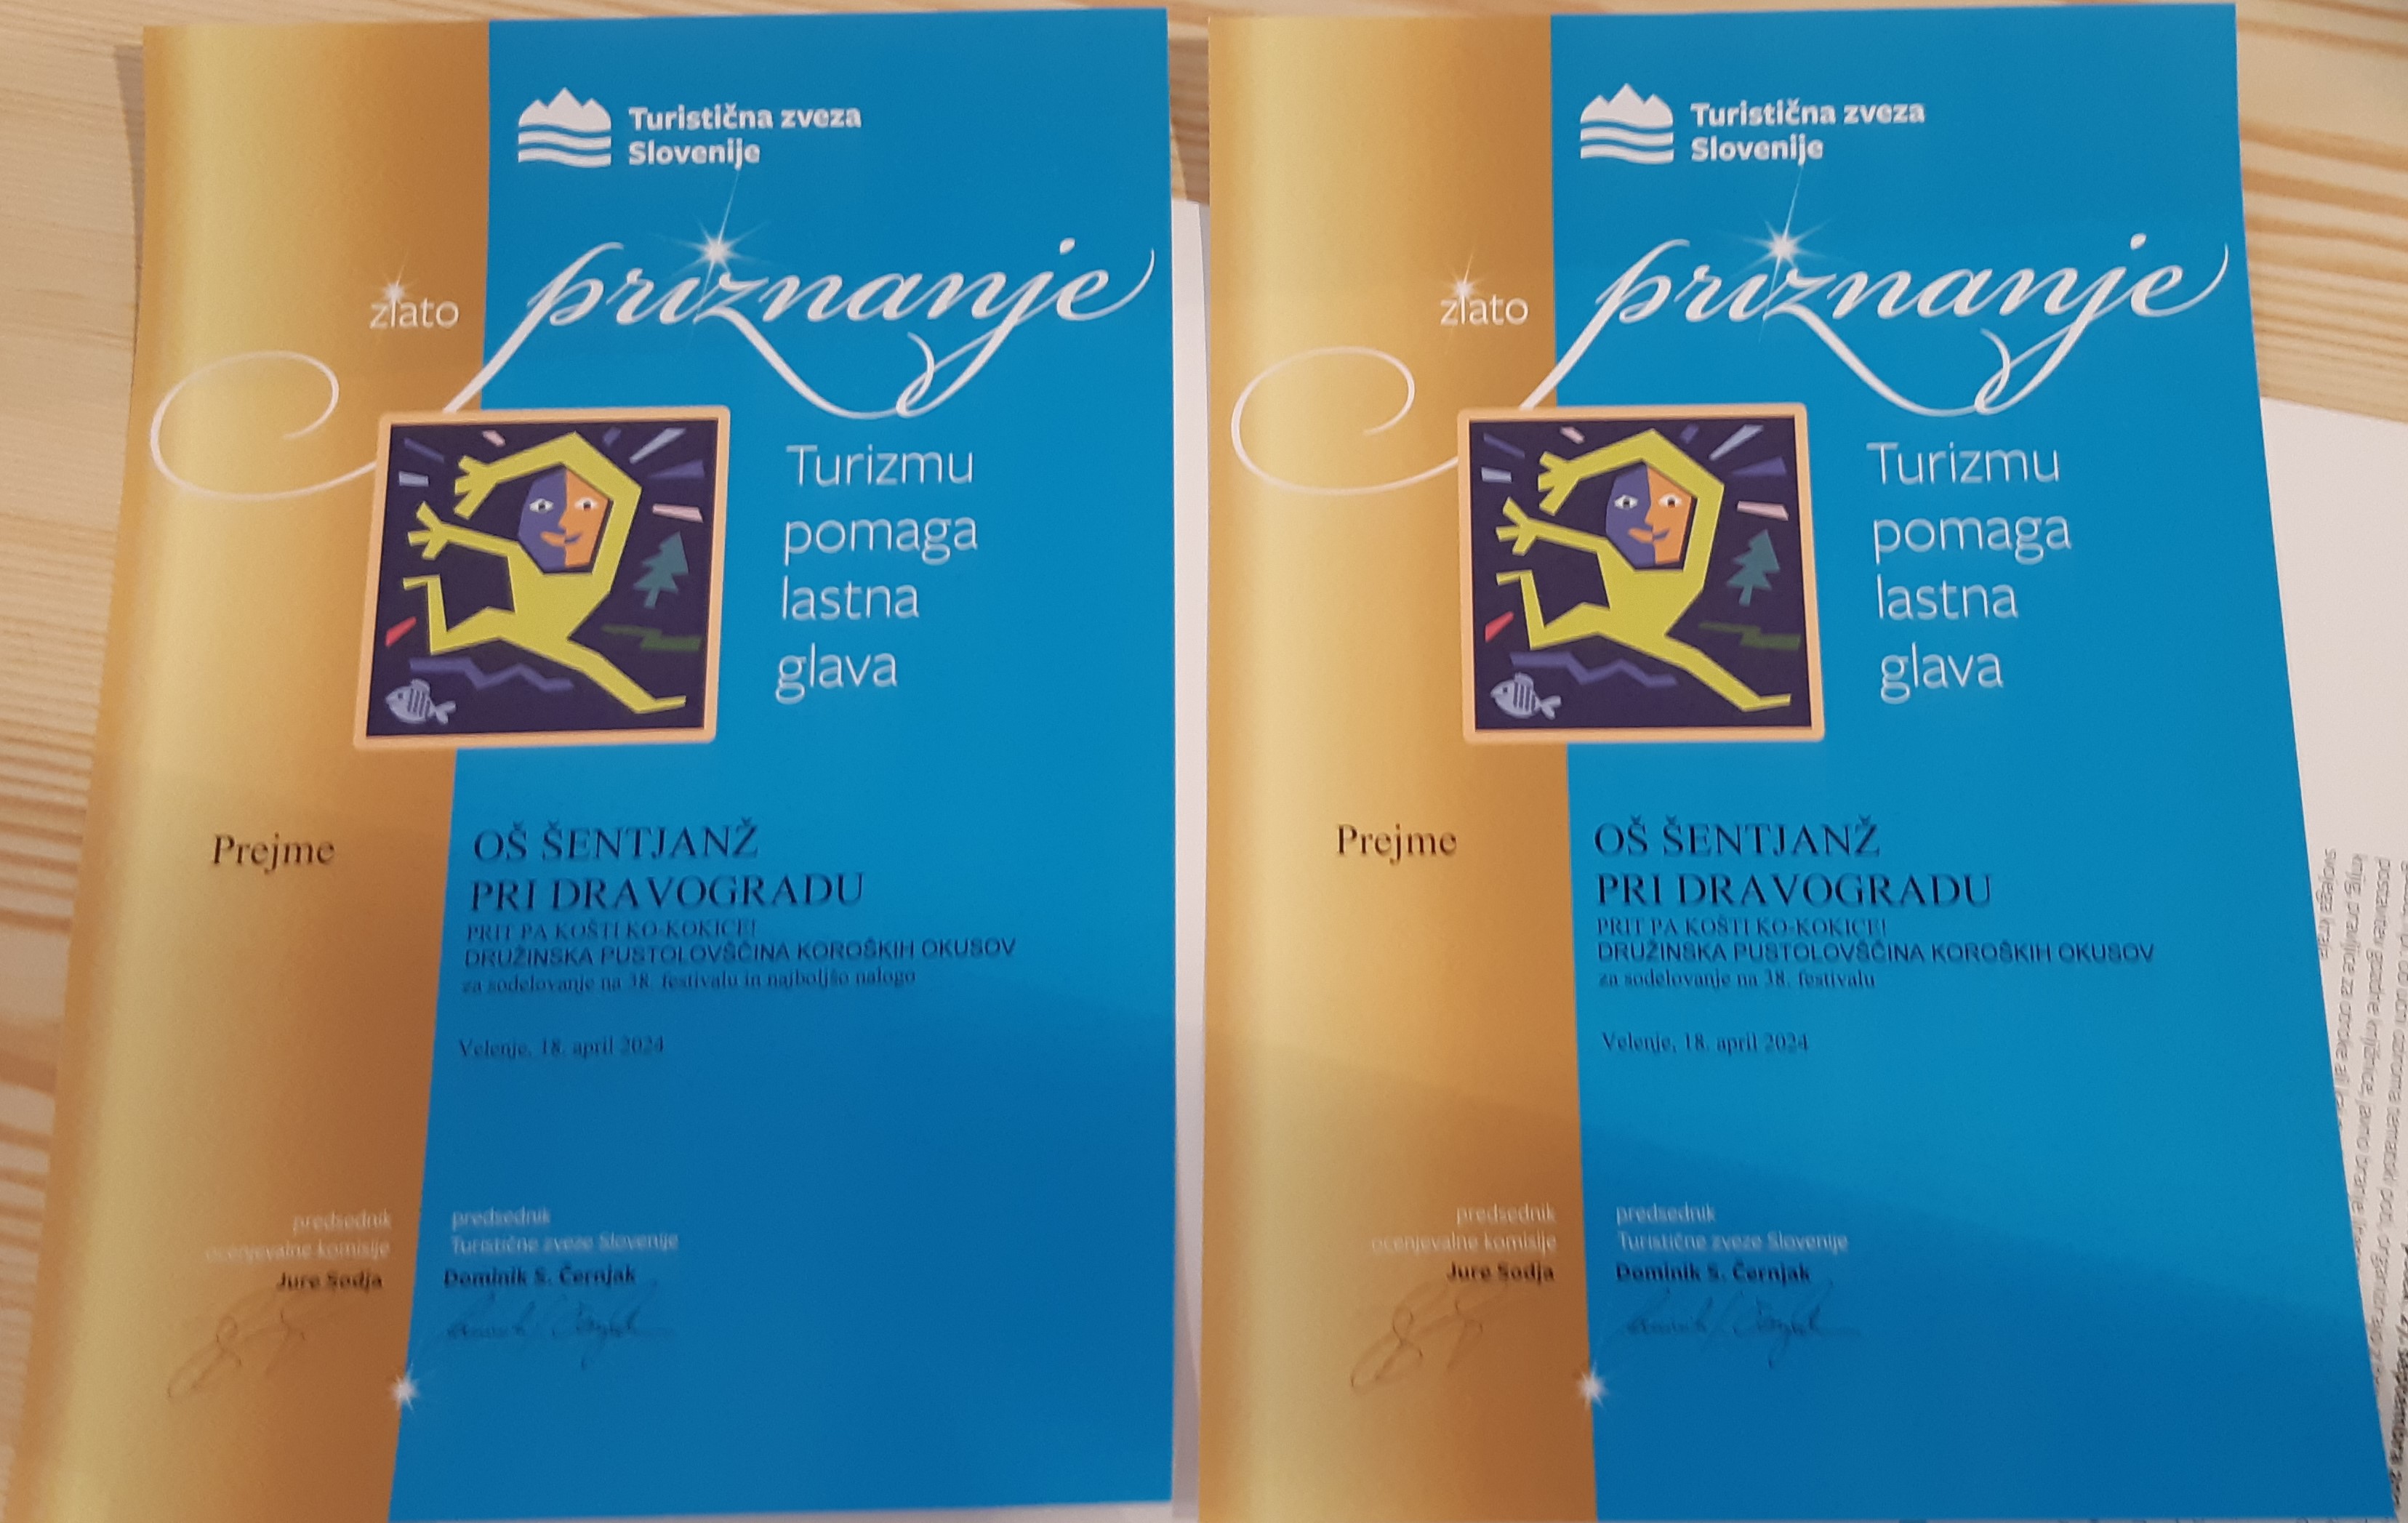 Turistična zveza
Slovenije
zlato
priznanje
Turizmu
pomaga
lastna
glava
Prejme
OŠ ŠENTJANŽ
PRI DRAVOGRADU
PRIT PA KOŠTI KO-KOKICE!
DRUŽINSKA PUSTOLOVŠČINA KOROŠKIH OKUSOV
za sodelovanje na 38. festivalu in najboljšo nalogo
Velenje, 18. april 2024
predsednik
ocenjevalne komisije
Jure Sodja
predsednik
Turistične zveze Slovenije
Dominik S. Černjak
Turistična zveza
Slovenije
zlato
priznanje
Turizmu
pomaga
lastna
glava
Prejme
OŠ ŠENTJANŽ
PRI DRAVOGRADU
PRIT PA KOŠTI KO-KOKICE!
DRUŽINSKA PUSTOLOVŠČINA KOROŠKIH OKUSOV
za sodelovanje na 38. festivalu
Velenje, 18. april 2024
predsednik
ocenjevalne komisije
Jure Sodja
predsednik
Turistične zveze Slovenije
Dominik S. Černjak